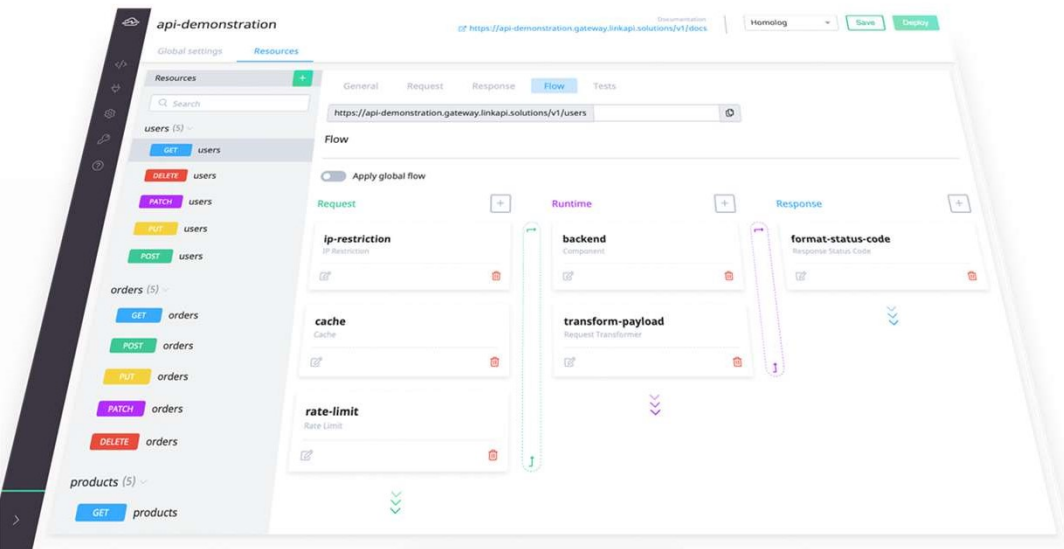 api-demonstration
Documentation
https://api-demonstration.gateway.linkapi.solutions/v1/docs
Homolog
Save
Deploy
Global settings
Resources
Resources
+
Search
users (5)
GET users
DELETE users
PATCH users
PUT users
POST users
orders (5)
GET orders
POST orders
PUT orders
PATCH orders
DELETE orders
products (5)
GET products
General
Request
Response
Flow
Tests
https://api-demonstration.gateway.linkapi.solutions/v1/users
Flow
Apply global flow
Request
+
ip-restriction
IP Restriction
cache
Cache
rate-limit
Rate Limit
Runtime
+
backend
Component
transform-payload
Request Transformer
Response
+
format-status-code
Response Status Code